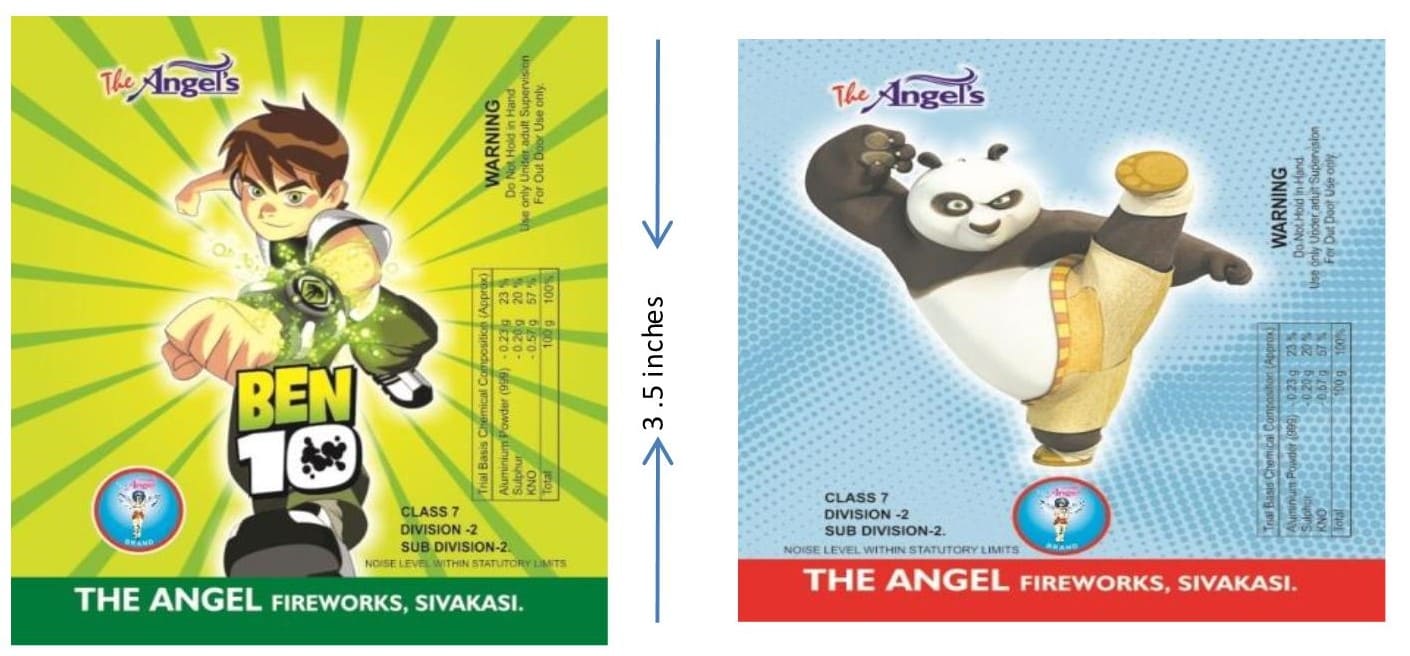 The Angel's
WARNING
Do Not Hold in Hand
Use only Under adult Supervision
For Out Door Use only.
BEN
10
Trial Basis Chemical Composition (Approx)
Aluminium Powder (999) - 0.23 g 23 %
Sulphur - 0.20 g 20 %
KNO - 0.57 g 57 %
Total 100 g 100%
Angel
BRAND
CLASS 7
DIVISION -2
SUB DIVISION-2.
NOISE LEVEL WITHIN STATUTORY LIMITS
THE ANGEL FIREWORKS, SIVAKASI.
3 .5 inches
The Angel's
WARNING
Do Not Hold in Hand.
Use only Under adult Supervision
For Out Door Use only.
Trial Basis Chemical Composition (Approx)
Aluminium Powder (999) - 0.23 g 23 %
Sulphur - 0.20 g 20 %
KNO - 0.57 g 57 %
Total 100 g 100%
CLASS 7
DIVISION -2
SUB DIVISION-2.
Angel
BRAND
NOISE LEVEL WITHIN STATUTORY LIMITS
THE ANGEL FIREWORKS, SIVAKASI.